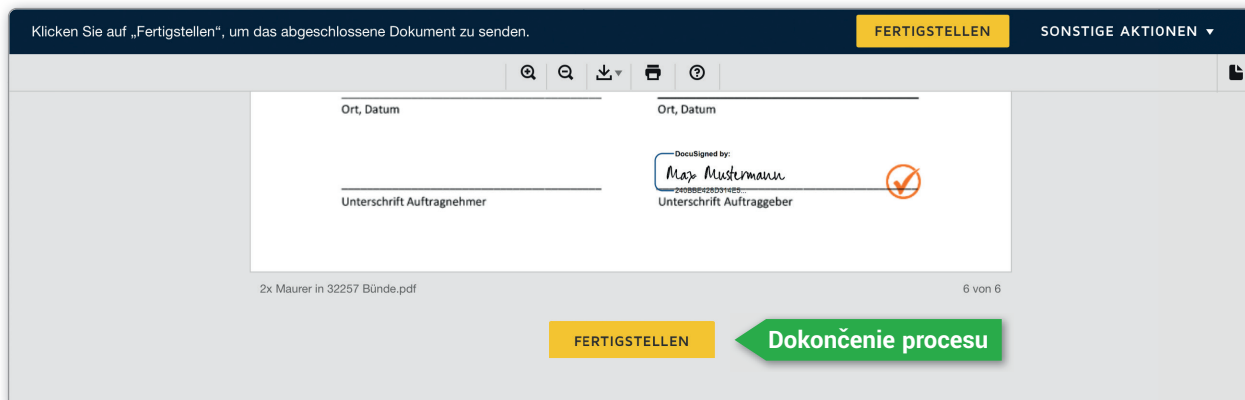 Klicken Sie auf „Fertigstellen“, um das abgeschlossene Dokument zu senden.
FERTIGSTELLEN
SONSTIGE AKTIONEN
Ort, Datum
Ort, Datum
DocuSigned by:
Max Mustermann
240BBE428D314E8...
Unterschrift Auftragnehmer
Unterschrift Auftraggeber
2x Maurer in 32257 Bünde.pdf
6 von 6
FERTIGSTELLEN
Dokončenie procesu